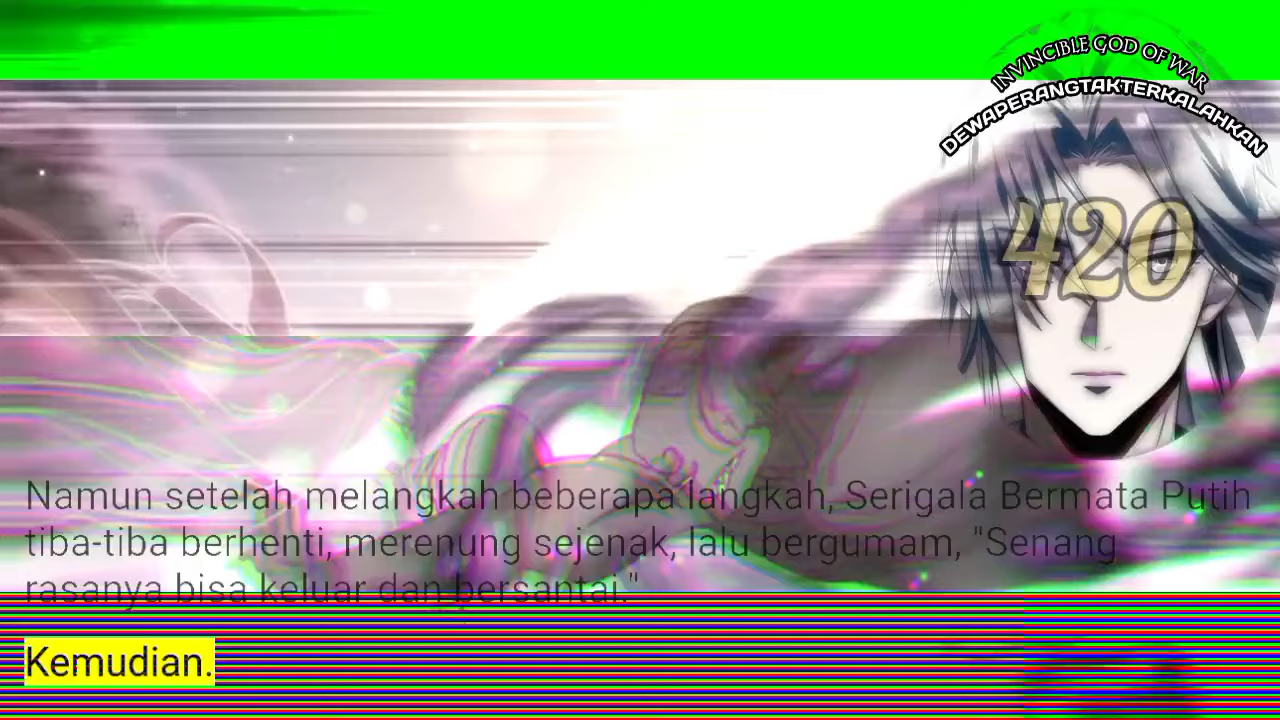 INVINCIBLE GOD OF WAR
DEWAPERANGTAKTERKALAHKAN
420
Namun setelah melangkah beberapa langkah, Serigala Bermata Putih
tiba-tiba berhenti, merenung sejenak, lalu bergumam, "Senang
rasanya bisa keluar dan bersantai."
Kemudian.